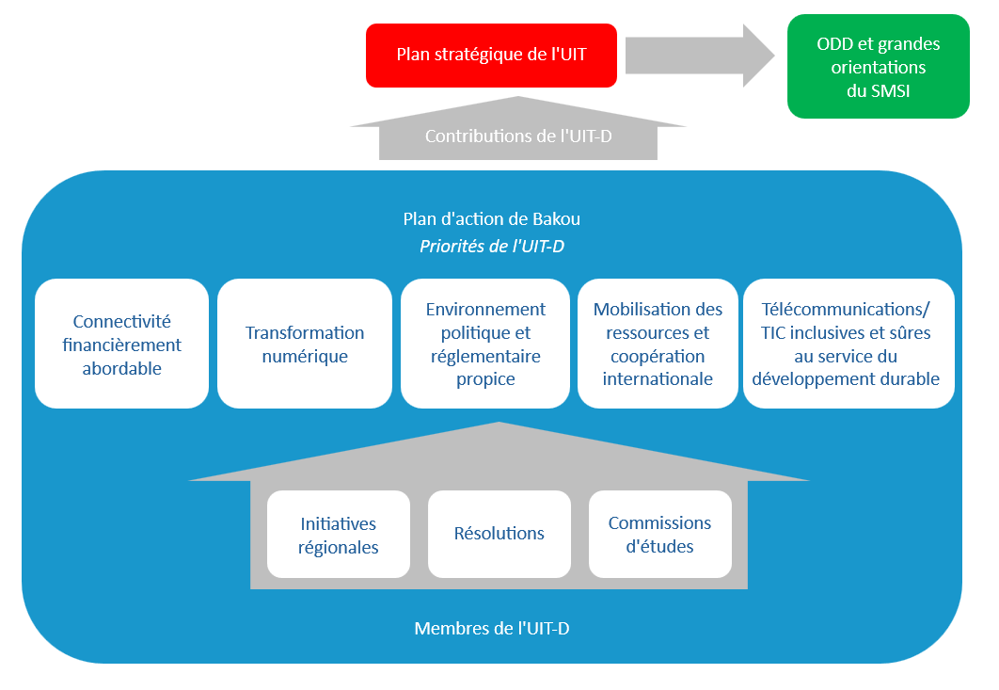 Plan stratégique de l'UIT
ODD et grandes
orientations
du SMSI
Contributions de l'UIT-D
Plan d'action de Bakou
Priorités de l'UIT-D
Connectivité
financièrement
abordable
Transformation
numérique
Environnement
politique et
réglementaire
propice
Mobilisation des
ressources et
coopération
internationale
Télécommunications/
TIC inclusives et sûres
au service du
développement durable
Initiatives
régionales
Résolutions
Commissions
d'études
Membres de l'UIT-D